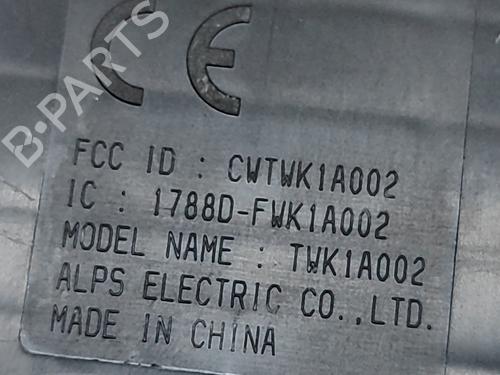 B-PARTS
CE
FCC ID : CWTWK1A002
IC : 1788D-FWK1A002
MODEL NAME : TWK1A002
ALPS ELECTRIC CO.,LTD.
MADE IN CHINA